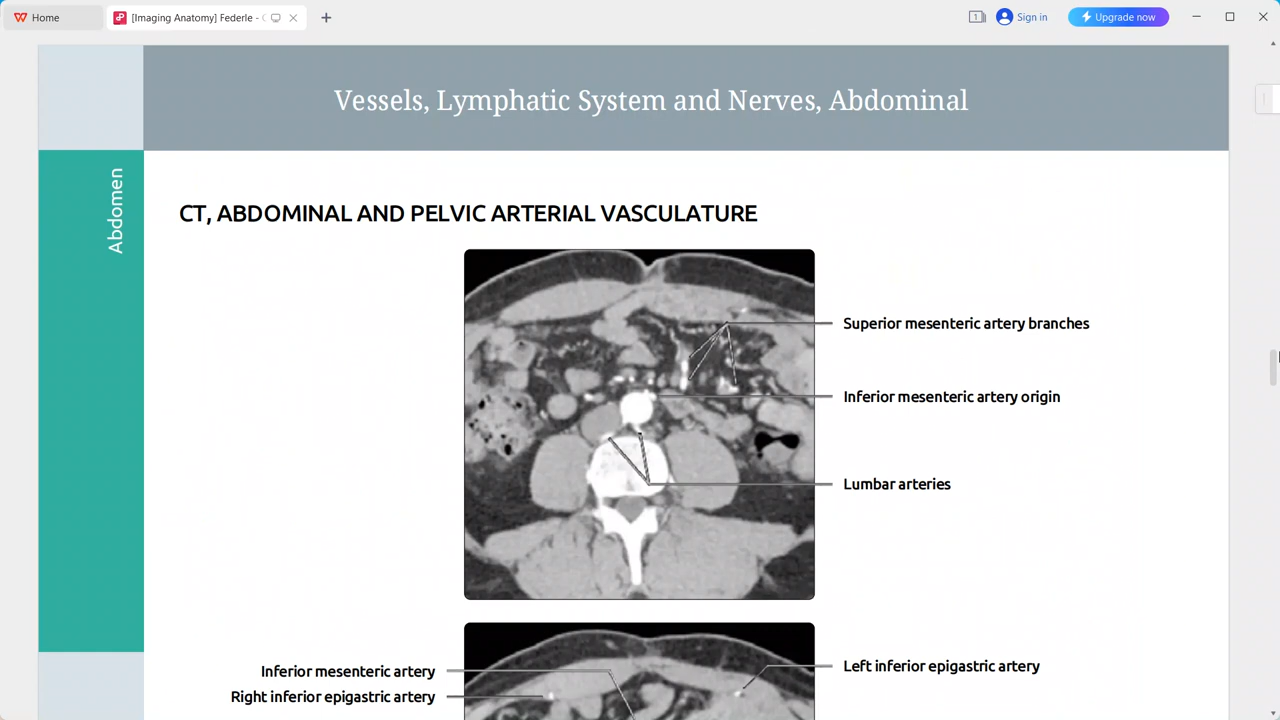 Home
[Imaging Anatomy] Federle -
1
Sign in
Upgrade now
Vessels, Lymphatic System and Nerves, Abdominal
Abdomen
CT, ABDOMINAL AND PELVIC ARTERIAL VASCULATURE
Superior mesenteric artery branches
Inferior mesenteric artery origin
Lumbar arteries
Inferior mesenteric artery
Left inferior epigastric artery
Right inferior epigastric artery